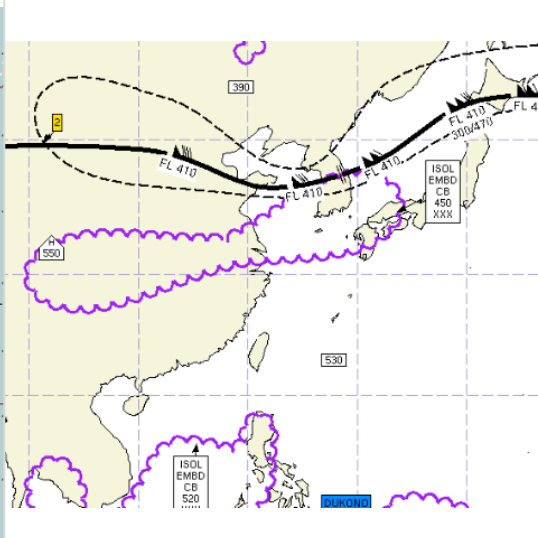 390
2
FL 410
FL 410
FL 410
FL 410
300/470
FL 4
ISOL
EMBD
CB
450
XXX
H
550
530
ISOL
EMBD
CB
520
DUKONO